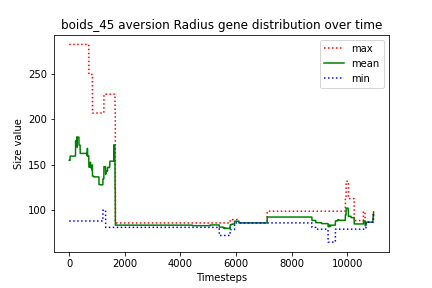 boids_45 aversion Radius gene distribution over time
max
mean
min
Size value
250
200
150
100
0
2000
4000
6000
8000
10000
Timesteps